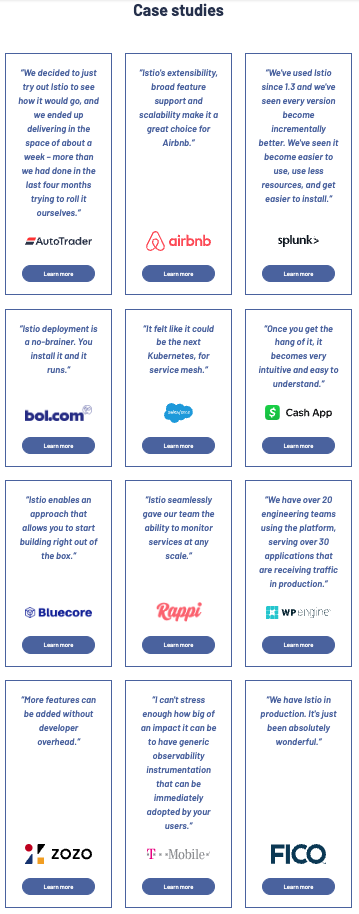 Case studies
"We decided to just
try out Istio to see
how it would go, and
we ended up
delivering in the
space of about a
week – more than
we had done in the
last four months
trying to roll it
ourselves."
AutoTrader
Learn more
"Istio's extensibility,
broad feature
support and
scalability make it a
great choice for
Airbnb."
airbnb
Learn more
"We've used Istio
since 1.3 and we've
seen every version
become
incrementally
better. We've seen it
become easier to
use, use less
resources, and get
easier to install."
splunk>
Learn more
"Istio deployment is
a no-brainer. You
install it and it
runs."
bol.com
Learn more
"It felt like it could
be the next
Kubernetes, for
service mesh."
salesforce
Learn more
"Once you get the
hang of it, it
becomes very
intuitive and easy to
understand."
$ Cash App
Learn more
"Istio enables an
approach that
allows you to start
building right out of
the box."
Bluecore
Learn more
"Istio seamlessly
gave our team the
ability to monitor
services at any
scale."
Rappi
Learn more
"We have over 20
engineering teams
using the platform,
serving over 30
applications that
are receiving traffic
in production."
WP engine
Learn more
"More features can
be added without
developer
overhead."
ZOZO
Learn more
"I can't stress
enough how big of
an impact it can be
to have generic
observability
instrumentation
that can be
immediately
adopted by your
users."
T··Mobile·
Learn more
"We have Istio in
production. It's just
been absolutely
wonderful."
FICO
Learn more